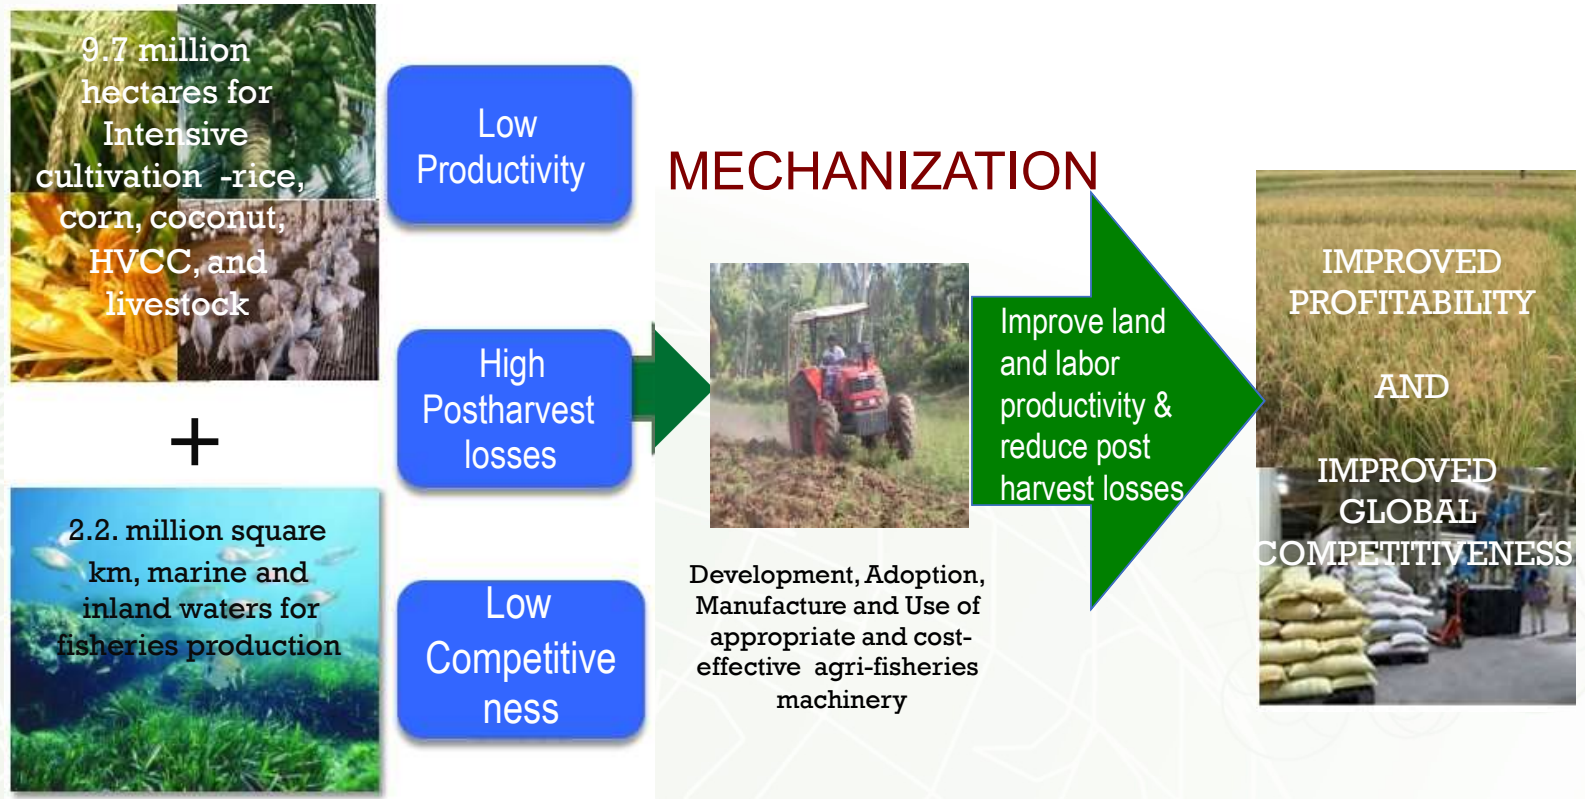 9.7 million
hectares for
Intensive
cultivation -rice,
corn, coconut,
HVCC, and
livestock
+
2.2. million square
km, marine and
inland waters for
fisheries production
Low
Productivity
High
Postharvest
losses
Low
Competitive
ness
MECHANIZATION
Development, Adoption,
Manufacture and Use of
appropriate and cost-
effective agri-fisheries
machinery
Improve land
and labor
productivity &
reduce post
harvest losses
IMPROVED
PROFITABILITY
AND
IMPROVED
GLOBAL
COMPETITIVENESS